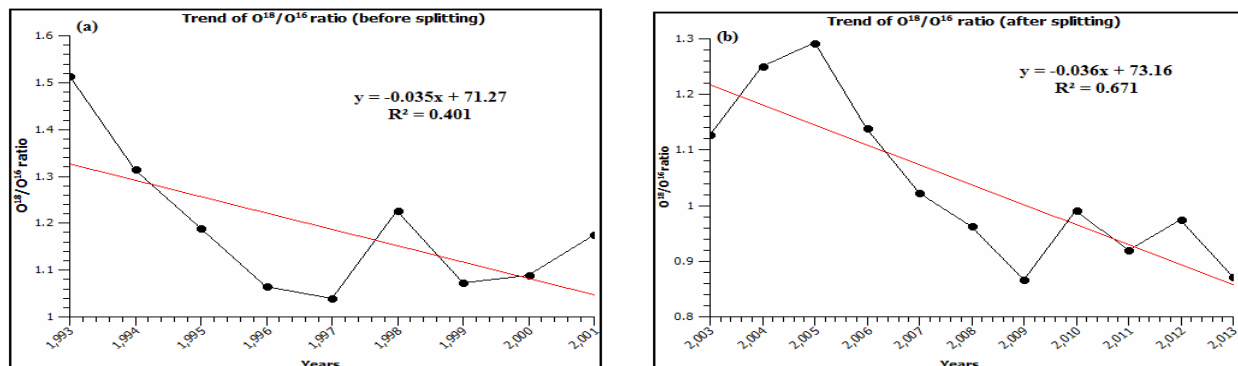 Trend of O¹⁸/O¹⁶ ratio (before splitting)
(a)
1.6
1.5
1.4
1.3
1.2
1.1
1
O¹⁸/O¹⁶ ratio
y = -0.035x + 71.27
R² = 0.401
1,993
1,994
1,995
1,996
1,997
1,998
1,999
2,000
2,001
Years
Trend of O¹⁸/O¹⁶ ratio (after splitting)
(b)
1.3
1.2
1.1
1
0.9
0.8
O¹⁸/O¹⁶ ratio
y = -0.036x + 73.16
R² = 0.671
2,003
2,004
2,005
2,006
2,007
2,008
2,009
2,010
2,011
2,012
2,013
Years